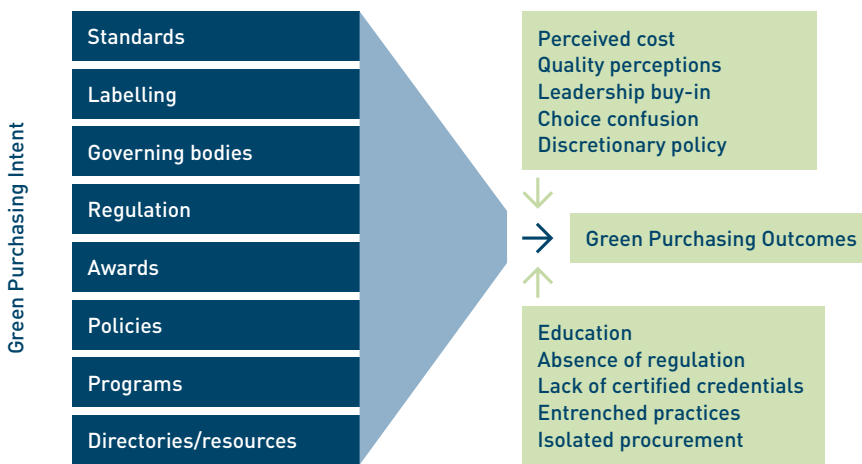 Green Purchasing Intent
Standards
Labelling
Governing bodies
Regulation
Awards
Policies
Programs
Directories/resources
Perceived cost
Quality perceptions
Leadership buy-in
Choice confusion
Discretionary policy
Green Purchasing Outcomes
Education
Absence of regulation
Lack of certified credentials
Entrenched practices
Isolated procurement